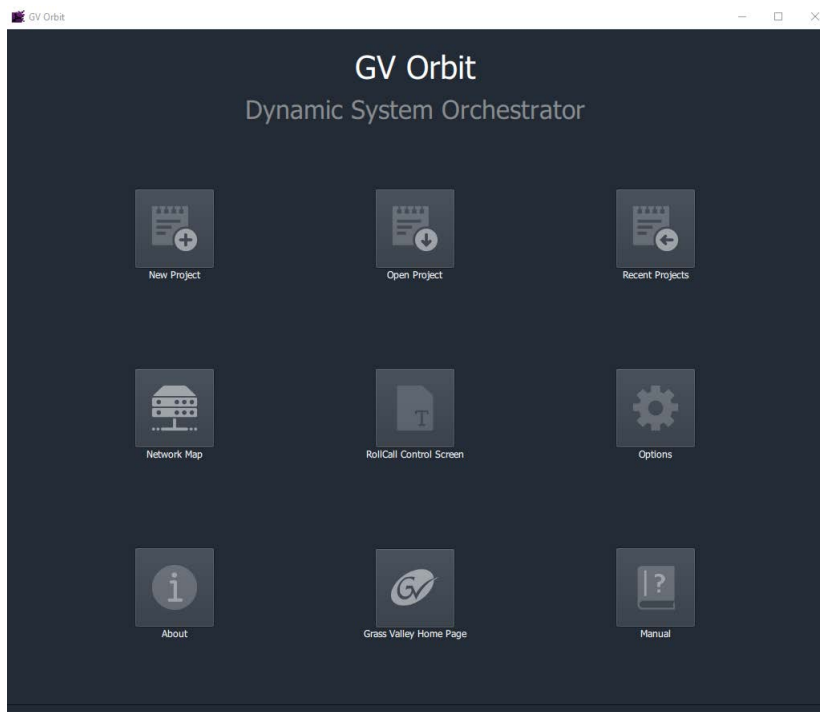 GV Orbit
GV Orbit
Dynamic System Orchestrator
New Project
Open Project
Recent Projects
T
Network Map
RollCall Control Screen
Options
i
GV
?
About
Grass Valley Home Page
Manual